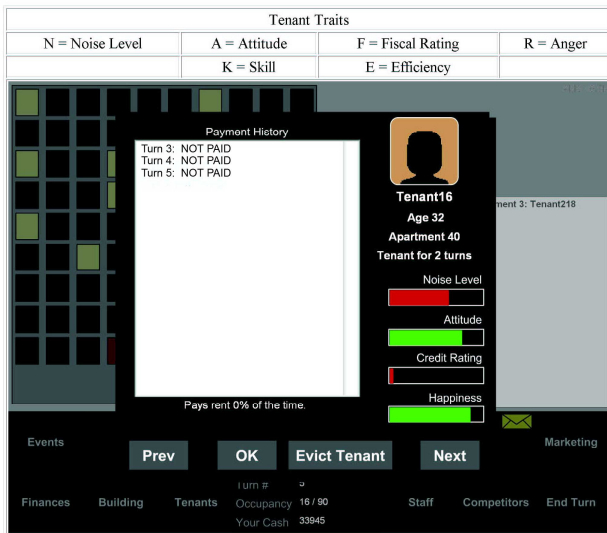 Tenant Traits
N = Noise Level A = Attitude F = Fiscal Rating R = Anger
K = Skill E = Efficiency
Payment History
Turn 3: NOT PAID
Turn 4: NOT PAID
Turn 5: NOT PAID
Tenant16
Age 32
Apartment 40
Tenant for 2 turns
ment 3: Tenant218
Noise Level
Attitude
Credit Rating
Happiness
Pays rent 0% of the time.
Events
Prev OK Evict Tenant Next
Marketing
Turn # 5
Finances Building Tenants Occupancy 16 / 90 Staff Competitors End Turn
Your Cash 33945